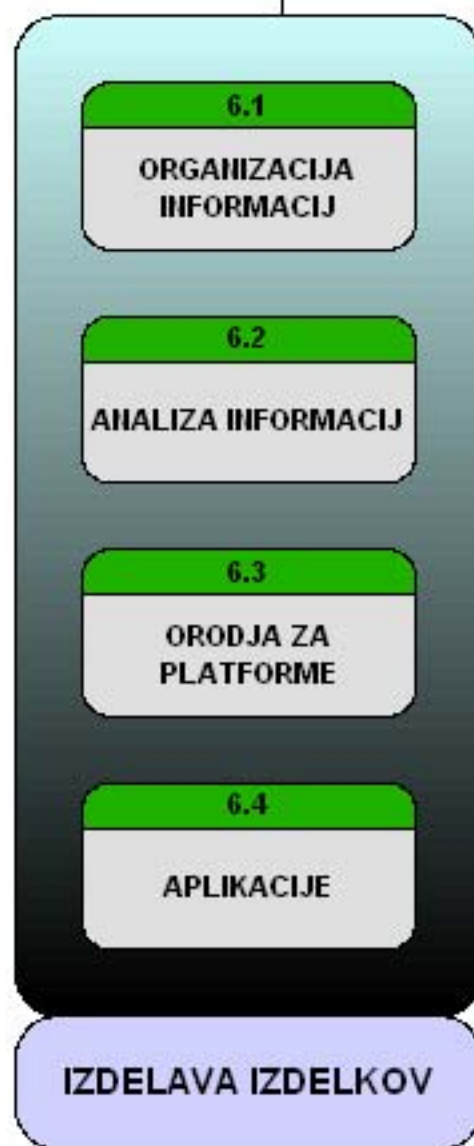 6.1
ORGANIZACIJA
INFORMACIJ
6.2
ANALIZA INFORMACIJ
6.3
ORODJA ZA
PLATFORME
6.4
APLIKACIJE
IZDELAVA IZDELKOV